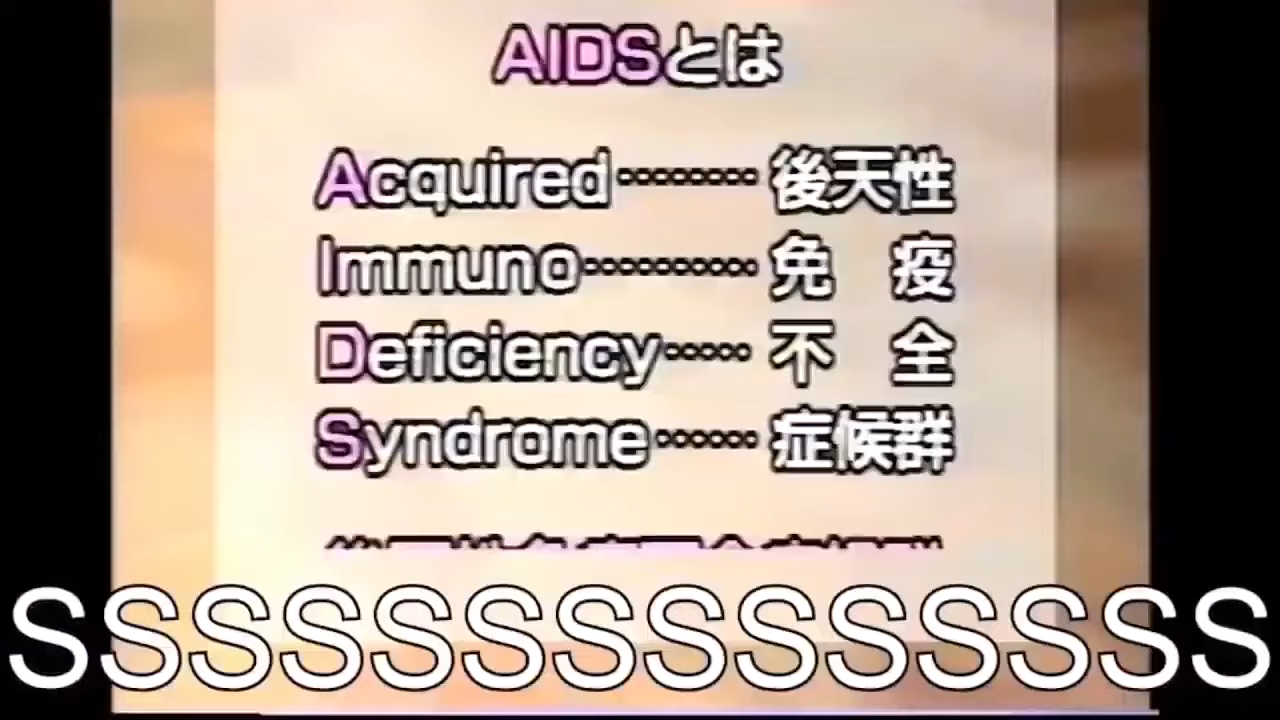 AIDSとは
Acquired………後天性
Immuno…………免　疫
Deficiency……不　全
Syndrome……症候群
SSSSSSSSSSSSSS